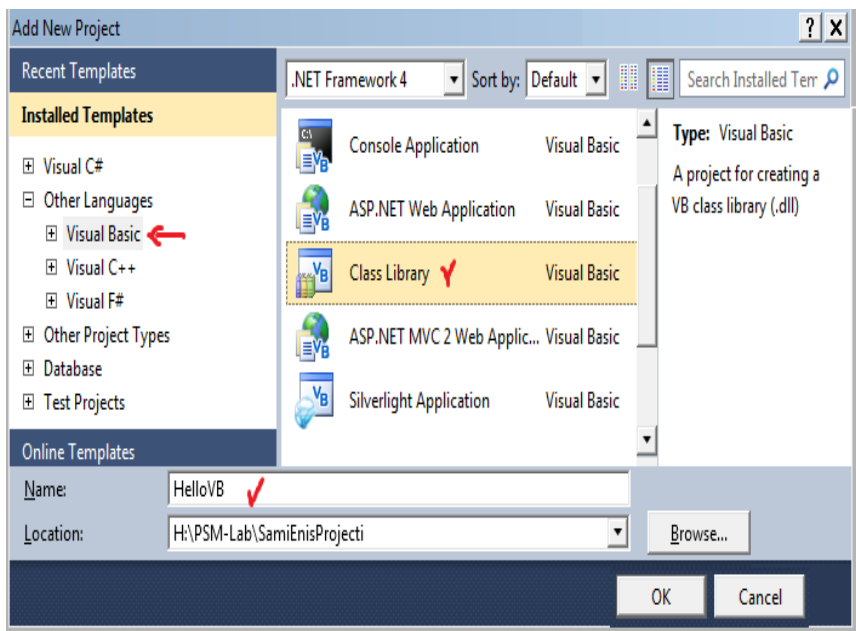 Add New Project
Recent Templates
Installed Templates
Visual C#
Other Languages
Visual Basic
Visual C++
Visual F#
Other Project Types
Database
Test Projects
Online Templates
.NET Framework 4 Sort by: Default Search Installed Tem
Console Application Visual Basic
ASP.NET Web Application Visual Basic
Class Library Visual Basic
ASP.NET MVC 2 Web Applic... Visual Basic
Silverlight Application Visual Basic
Type: Visual Basic
A project for creating a
VB class library (.dll)
Name: HelloVB
Location: H:\PSM-Lab\SamiEnisProjecti Browse...
OK Cancel